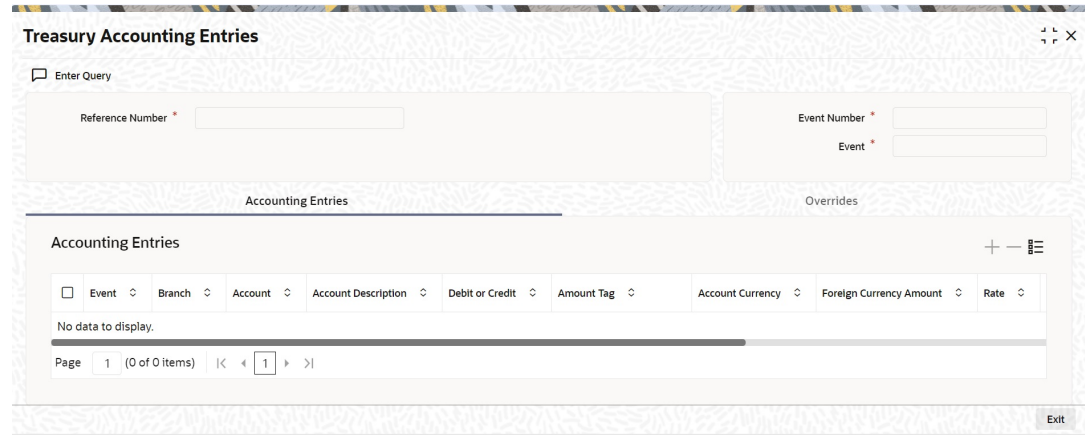 Treasury Accounting Entries
Enter Query
Reference Number *
Event Number *
Event *
Accounting Entries
Overrides
Accounting Entries
Event Branch Account Account Description Debit or Credit Amount Tag Account Currency Foreign Currency Amount Rate
No data to display.
Page 1 (0 of 0 items) 1
Exit